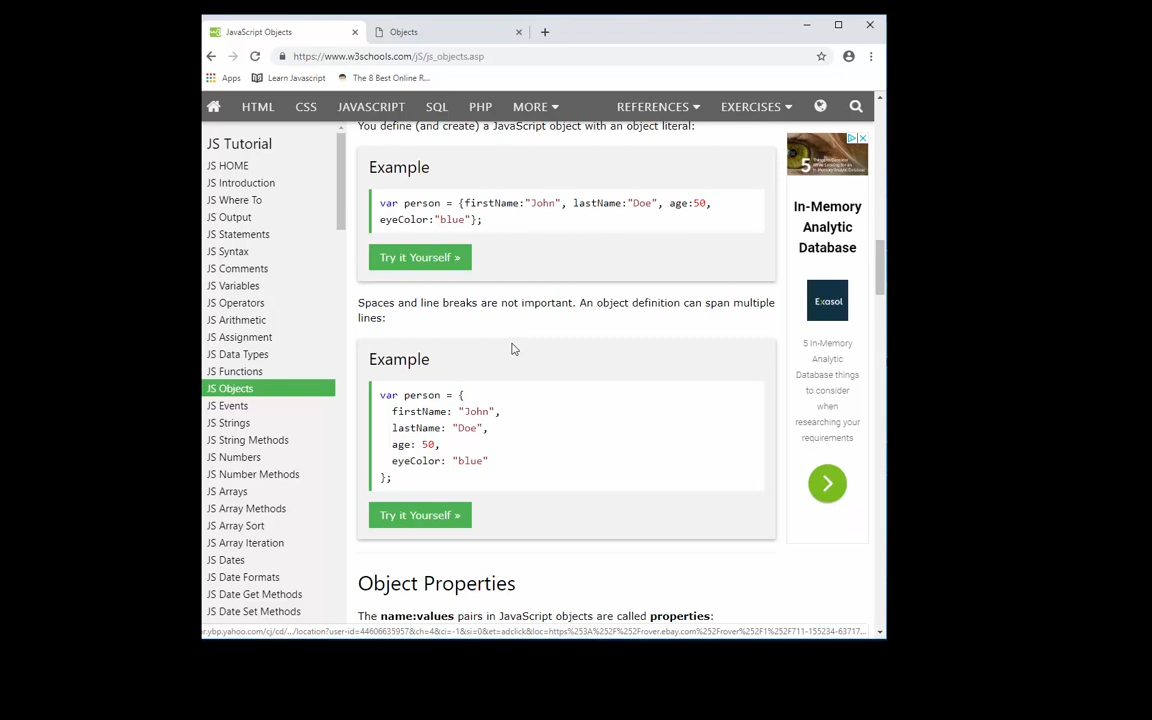 JavaScript Objects
Objects
https://www.w3schools.com/jS/js_objects.asp
Apps
Learn Javascript
The 8 Best Online R...
HTML
CSS
JAVASCRIPT
SQL
PHP
MORE
REFERENCES
EXERCISES
JS Tutorial
JS HOME
JS Introduction
JS Where To
JS Output
JS Statements
JS Syntax
JS Comments
JS Variables
JS Operators
JS Arithmetic
JS Assignment
JS Data Types
JS Functions
JS Objects
JS Events
JS Strings
JS String Methods
JS Numbers
JS Number Methods
JS Arrays
JS Array Methods
JS Array Sort
JS Array Iteration
JS Dates
JS Date Formats
JS Date Get Methods
JS Date Set Methods
You define (and create) a JavaScript object with an object literal:
Example
var person = {firstName:"John", lastName:"Doe", age:50,
eyeColor:"blue"};
Try it Yourself »
Spaces and line breaks are not important. An object definition can span multiple
lines:
Example
var person = {
firstName: "John",
lastName: "Doe",
age: 50,
eyeColor: "blue"
};
Try it Yourself »
Object Properties
The name:values pairs in JavaScript objects are called properties:
5
In-Memory
Analytic
Database
Exasol
5 In-Memory
Analytic
Database things
to consider
when
researching your
requirements